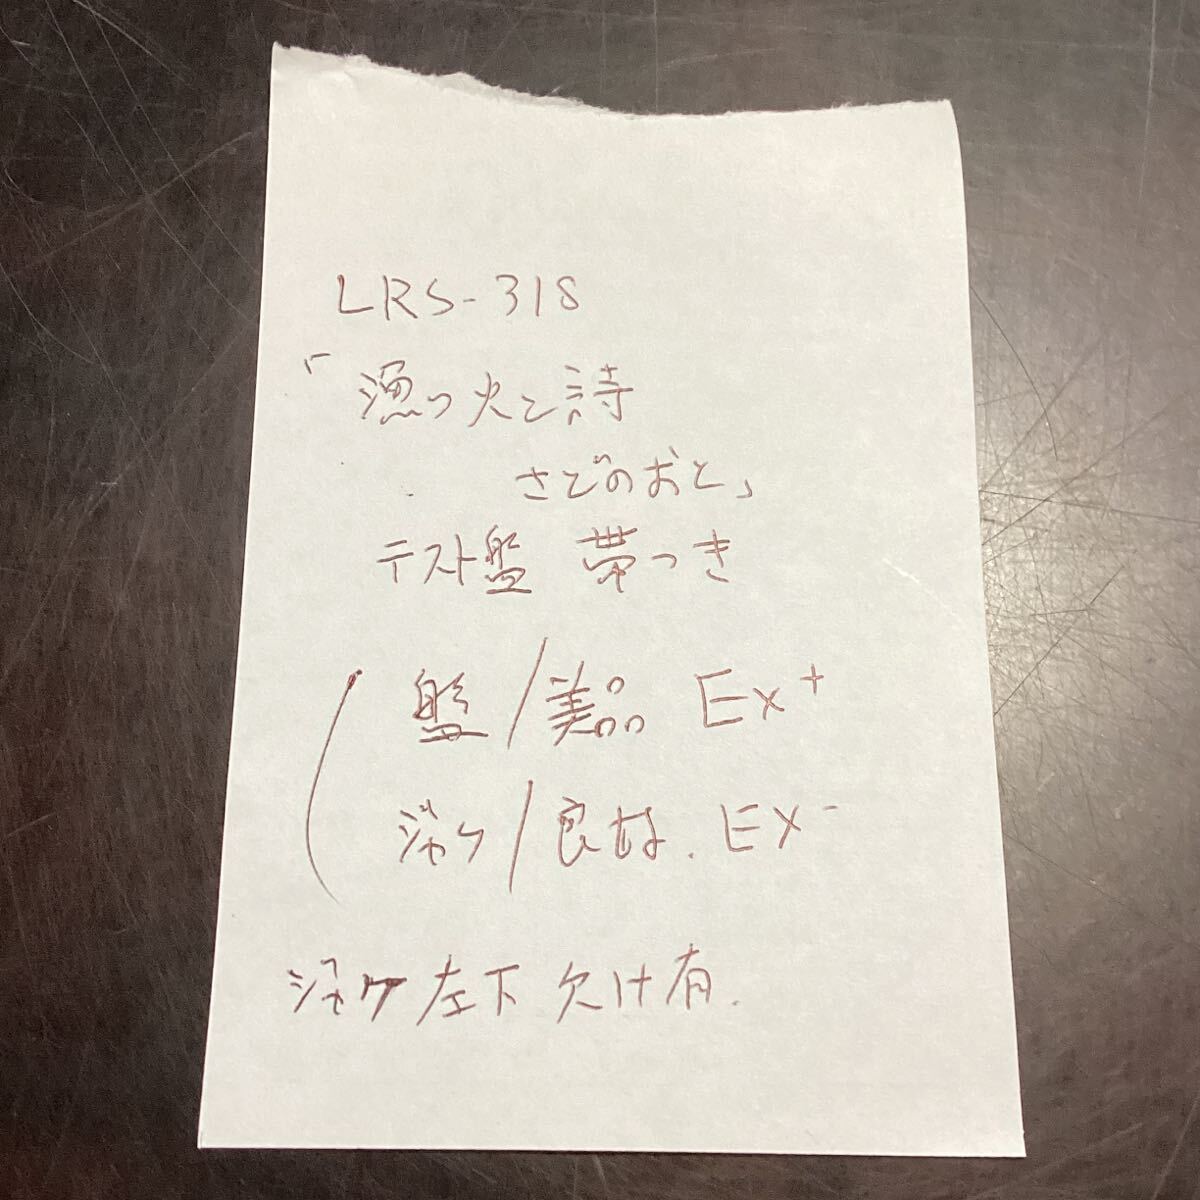 LRS-318
「漁り火と詩
さどのおと」
テスト盤 帯つき
盤/美品 EX+
ジャケ/良好. EX-
ジャケ左下 欠け有.